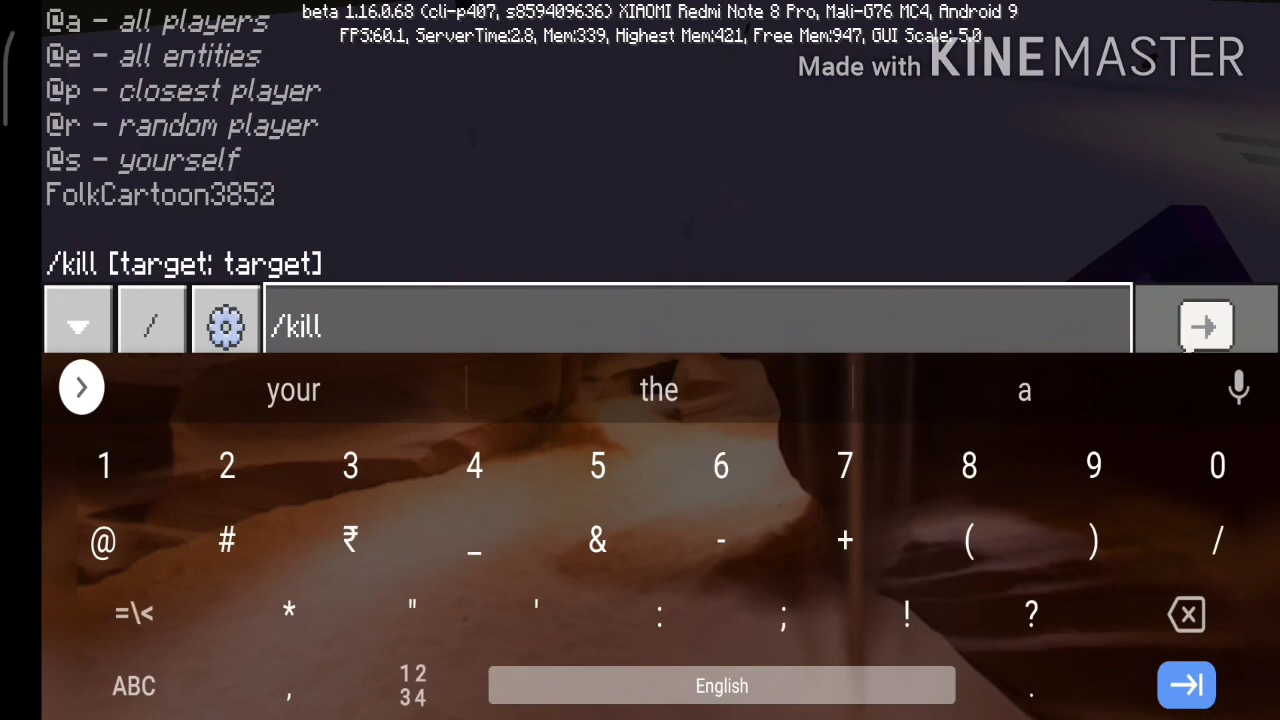 beta 1.16.0.68 (cli-p407, s859409636) XIAOMI Redmi Note 8 Pro, Mali-G76 MC4, Android 9
FPS:60.1, ServerTime:2.8, Mem:339, Highest Mem:421, Free Mem:947, GUI Scale:5.0
Made with KINEMASTER
@a - all players
@e - all entities
@p - closest player
@r - random player
@s - yourself
FolkCartoon3852
/kill [target: target]
/ /kill
your the a
1 2 3 4 5 6 7 8 9 0
@ # ₹ _ & - + ( ) /
=\< * " ' : ; ! ?
ABC , 12 34 English .